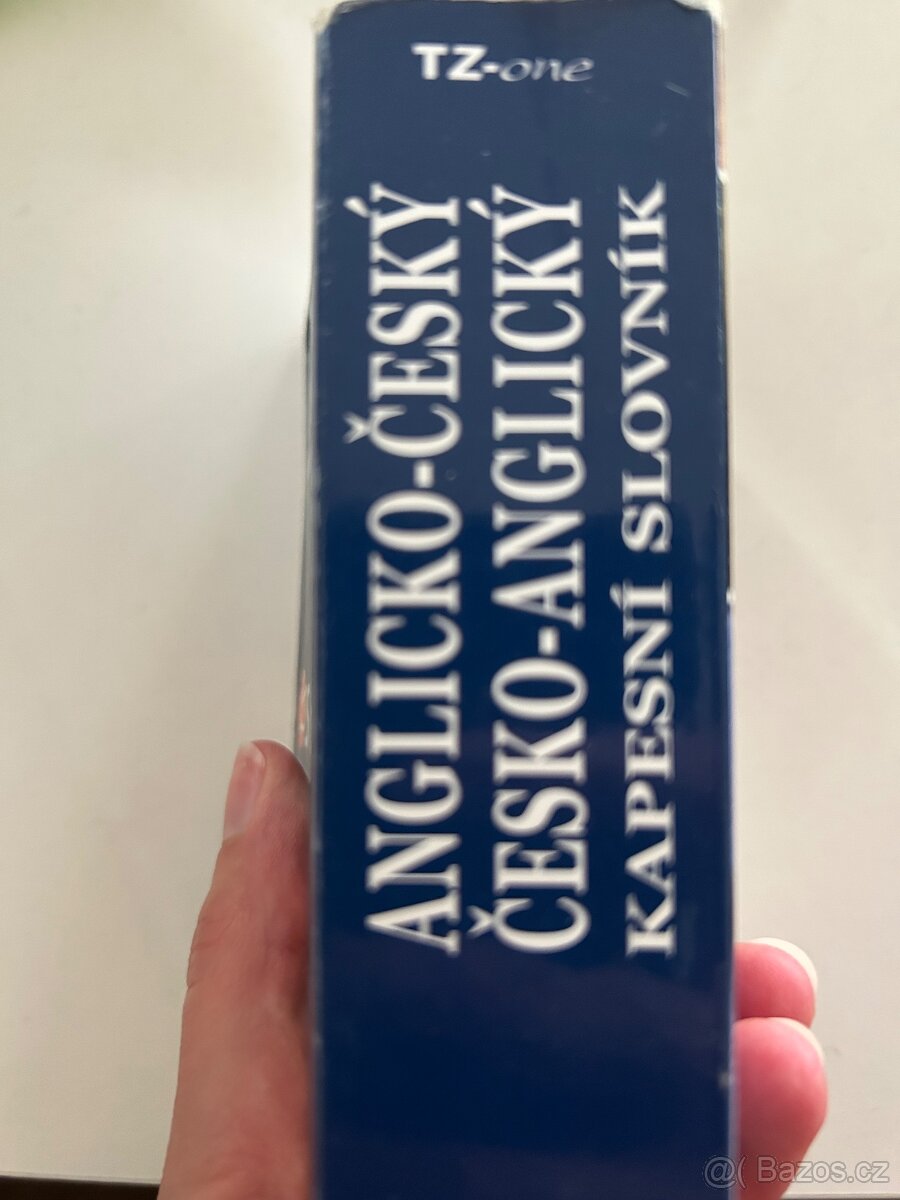 TZ-one
ANGLICKO-ČESKÝ
ČESKO-ANGLICKÝ
KAPESNÍ SLOVNÍK
@( Bazos.cz